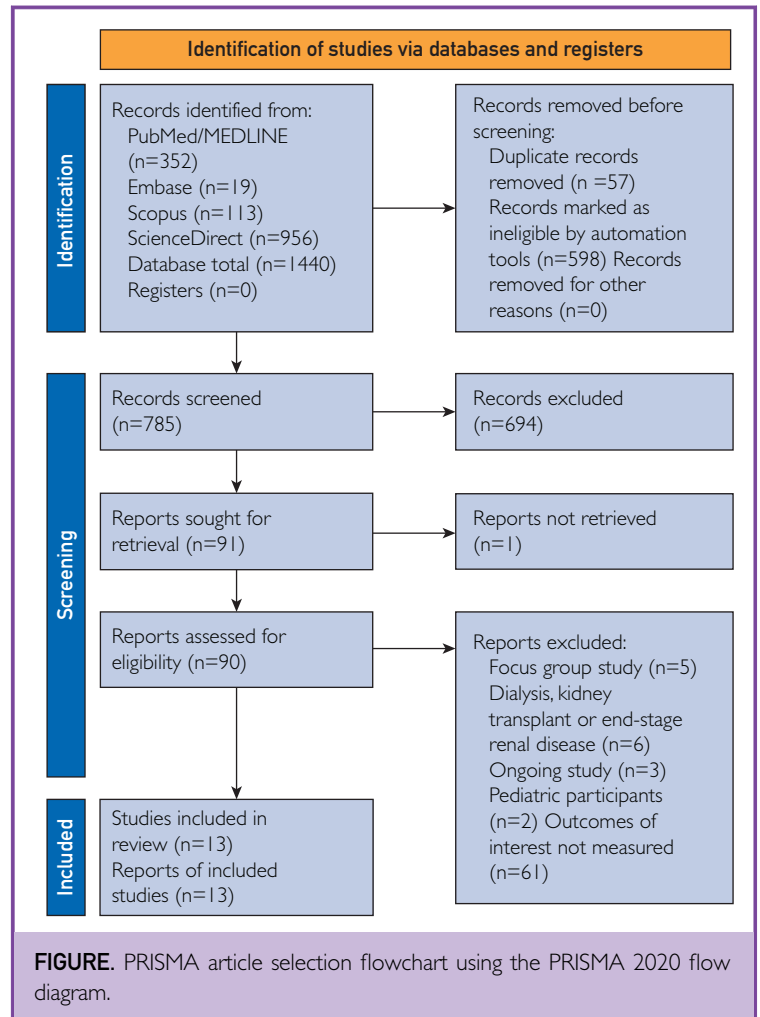 Identification of studies via databases and registers
Identification
Records identified from:
PubMed/MEDLINE
(n=352)
Embase (n=19)
Scopus (n=113)
ScienceDirect (n=956)
Database total (n=1440)
Registers (n=0)
Records removed before
screening:
Duplicate records
removed (n =57)
Records marked as
ineligible by automation
tools (n=598) Records
removed for other
reasons (n=0)
Screening
Records screened
(n=785)
Records excluded
(n=694)
Reports sought for
retrieval (n=91)
Reports not retrieved
(n=1)
Reports assessed for
eligibility (n=90)
Reports excluded:
Focus group study (n=5)
Dialysis, kidney
transplant or end-stage
renal disease (n=6)
Ongoing study (n=3)
Pediatric participants
(n=2) Outcomes of
interest not measured
(n=61)
Included
Studies included in
review (n=13)
Reports of included
studies (n=13)
FIGURE. PRISMA article selection flowchart using the PRISMA 2020 flow
diagram.